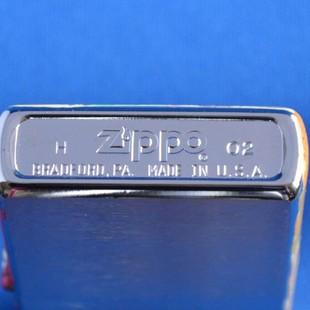 H Zippo® 02
BRADFORD, PA. MADE IN U.S.A.